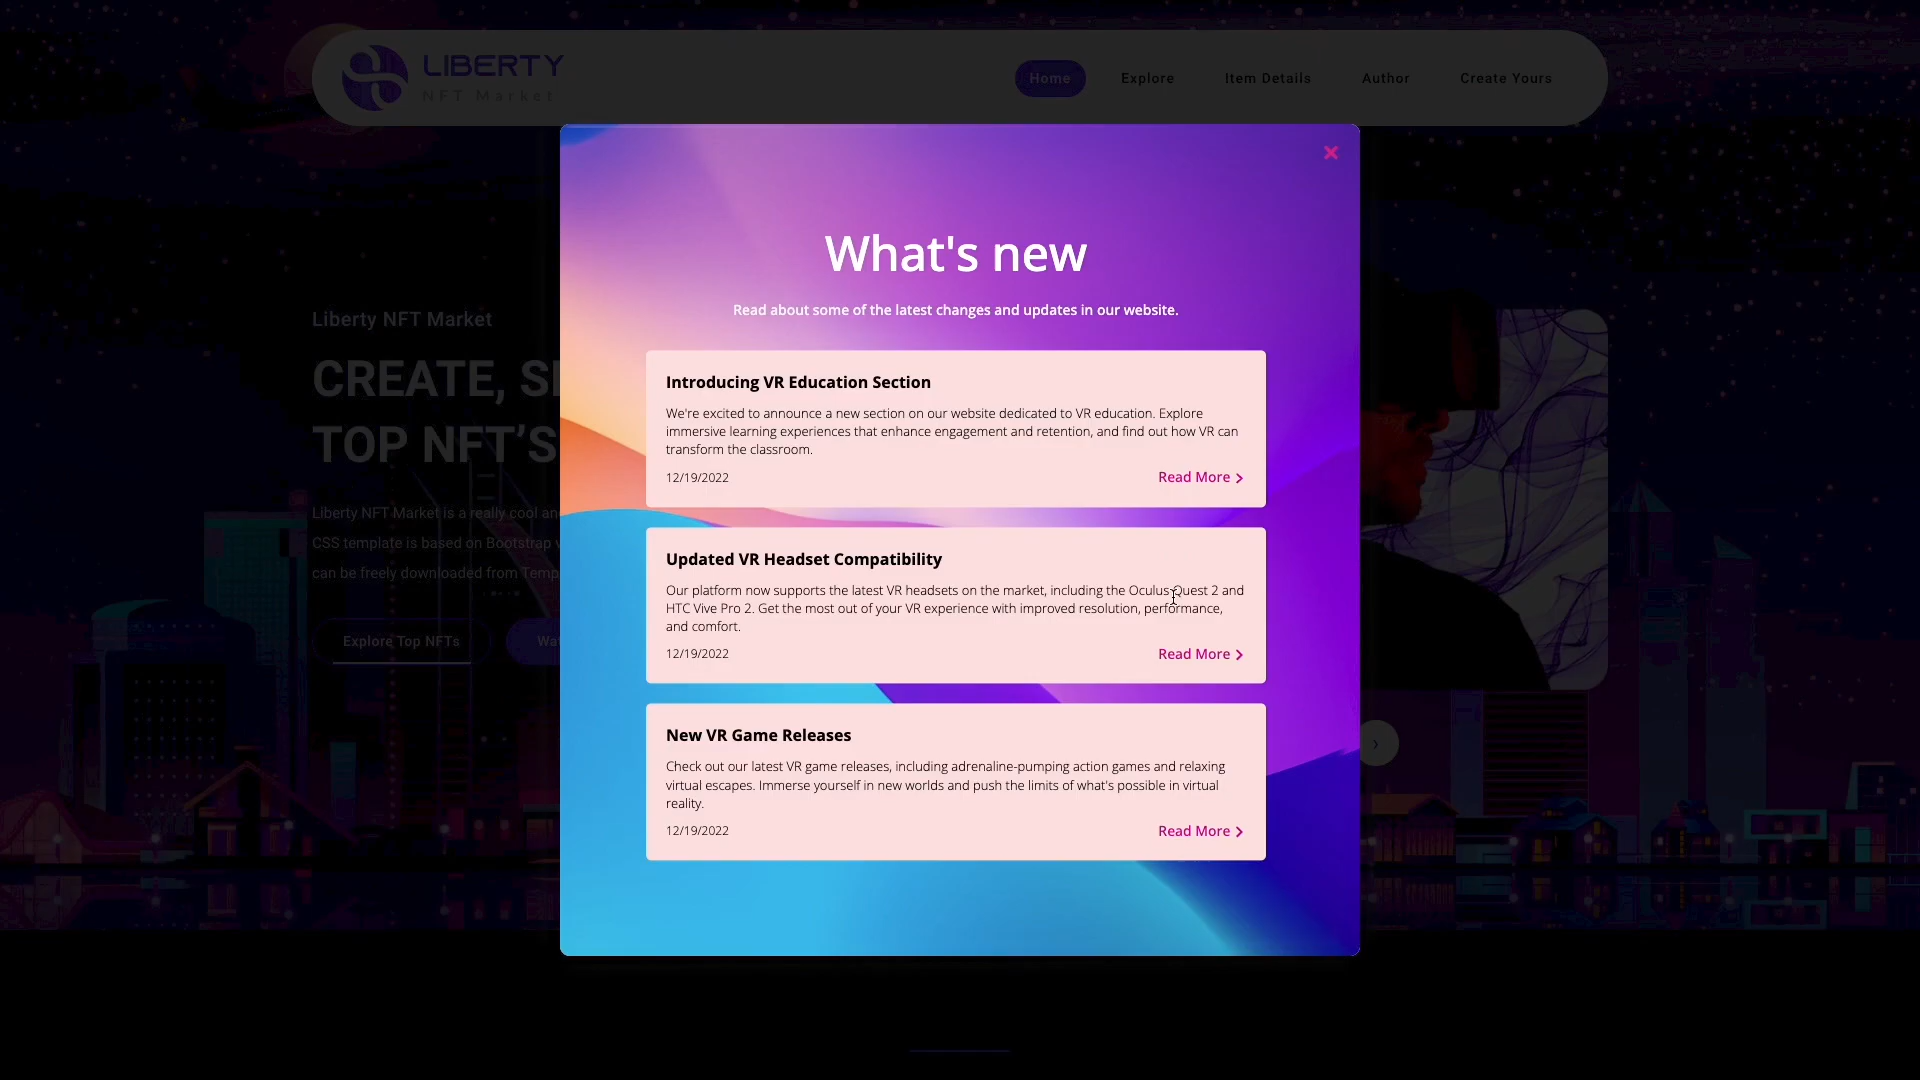 LIBERTY
NFT Market
Home
Explore
Item Details
Author
Create Yours
What's new
Read about some of the latest changes and updates in our website.
Liberty NFT Market
CREATE,
TOP NFT’S
Liberty NFT Market is a really cool
CSS template is based on Bootstrap
can be freely downloaded from
Explore Top NFTs
Introducing VR Education Section
We're excited to announce a new section on our website dedicated to VR education. Explore
immersive learning experiences that enhance engagement and retention, and find out how VR can
transform the classroom.
12/19/2022
Read More
Updated VR Headset Compatibility
Our platform now supports the latest VR headsets on the market, including the Oculus Quest 2 and
HTC Vive Pro 2. Get the most out of your VR experience with improved resolution, performance,
and comfort.
12/19/2022
Read More
New VR Game Releases
Check out our latest VR game releases, including adrenaline-pumping action games and relaxing
virtual escapes. Immerse yourself in new worlds and push the limits of what's possible in virtual
reality.
12/19/2022
Read More